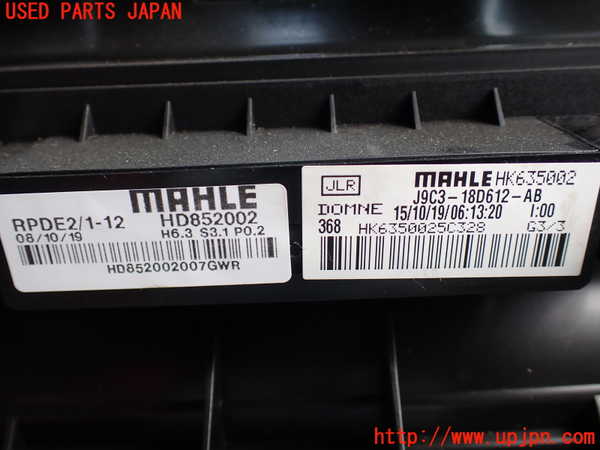 USED PARTS JAPAN
MAHLE
RPDE2/1-12 HD852002
08/10/19 H6.3 S3.1 P0.2
HD852002007GWR
JLR MAHLE HK635002
J9C3-18D612-AB
DOMNE 15/10/19/06:13:20 I:00
368 HK6350025C328 G3/3
(C)UPJ
http://www.upjpn.com/